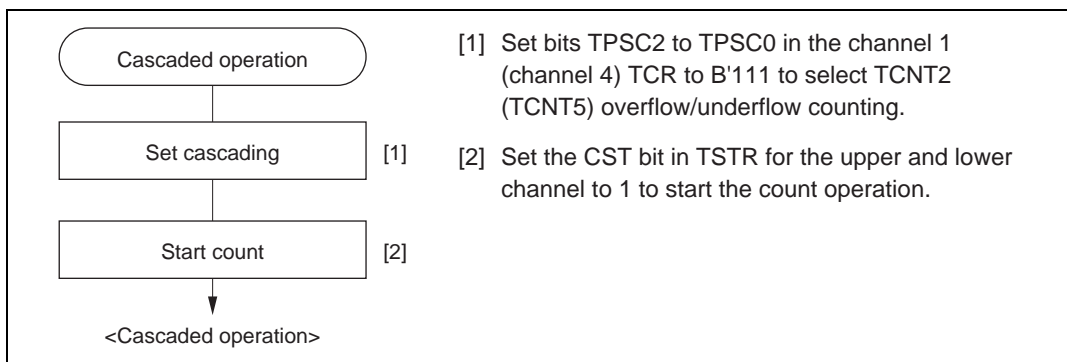 Cascaded operation
Set cascading [1]
Start count [2]
<Cascaded operation>
[1] Set bits TPSC2 to TPSC0 in the channel 1
(channel 4) TCR to B'111 to select TCNT2
(TCNT5) overflow/underflow counting.
[2] Set the CST bit in TSTR for the upper and lower
channel to 1 to start the count operation.